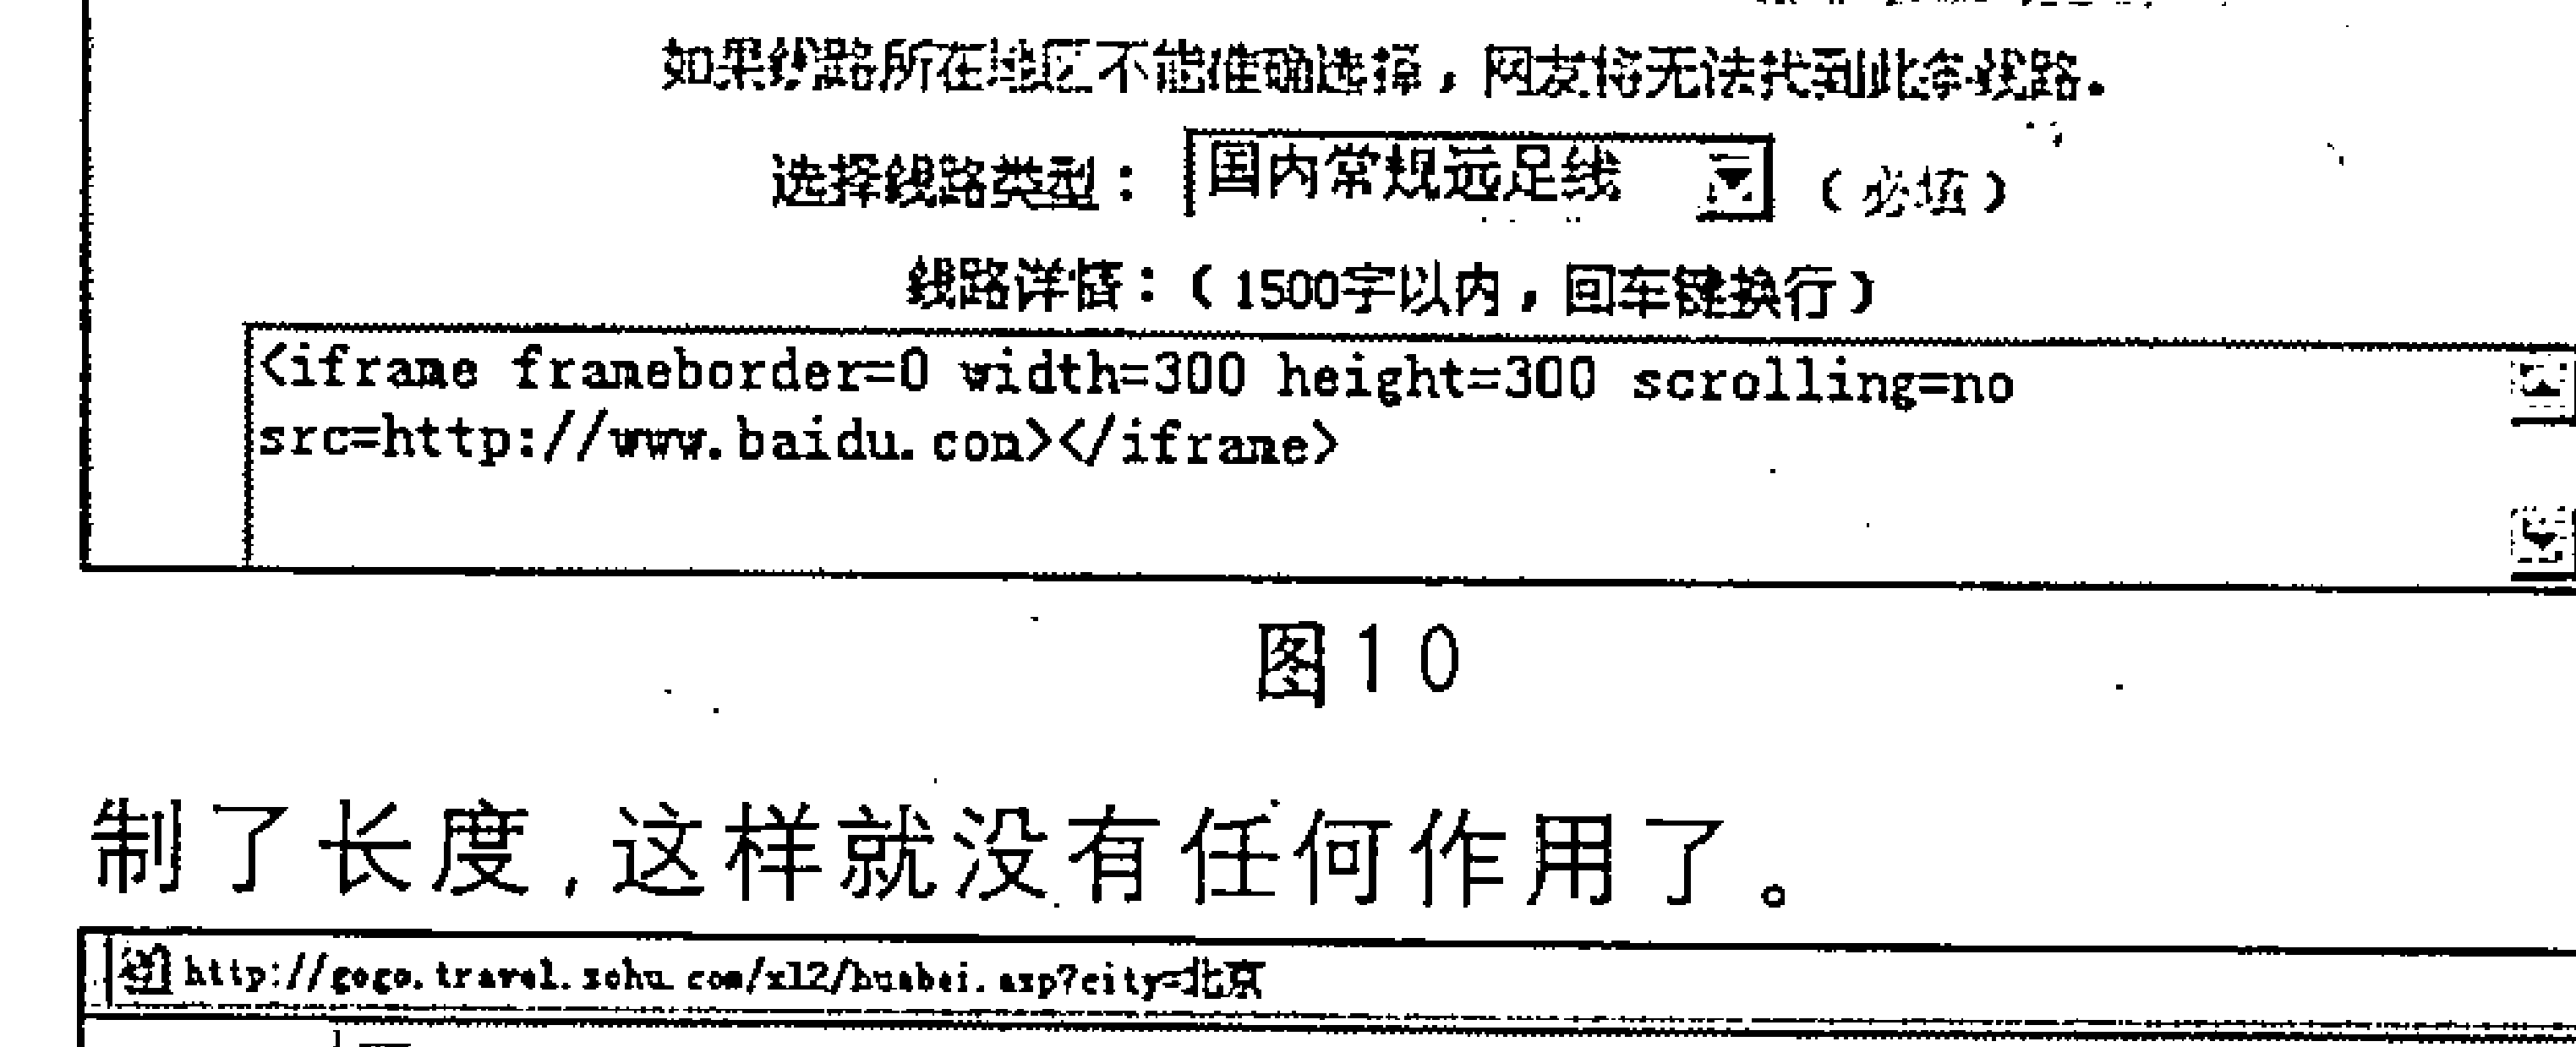 如果线路所在地区不能准确选择，网友将无法找到此条线路。
选择线路类型： 国内常规远足线 （必填）
线路详情：（1500字以内，回车键换行）
<iframe frameborder=0 width=300 height=300 scrolling=no
src=http://www.baidu.com></iframe>
图10
制了长度,这样就没有任何作用了。
http://gogo.travel.sohu.com/xl2/huabei.asp?city=北京